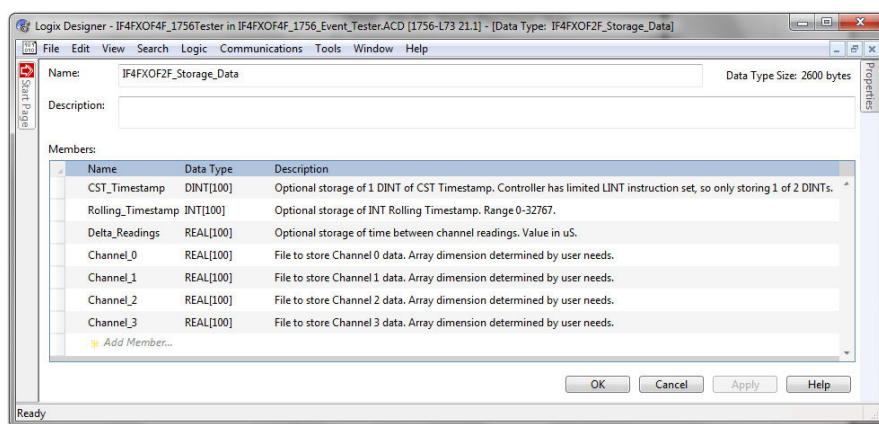 Logix Designer - IF4FXOF4F_1756Tester in IF4FXOF4F_1756_Event_Tester.ACD [1756-L73 21.1] - [Data Type: IF4FXOF2F_Storage_Data]
File Edit View Search Logic Communications Tools Window Help
Start Page
Properties
Name: IF4FXOF2F_Storage_Data Data Type Size: 2600 bytes
Description:
Members:
Name Data Type Description
CST_Timestamp DINT[100] Optional storage of 1 DINT of CST Timestamp. Controller has limited LINT instruction set, so only storing 1 of 2 DINTs.
Rolling_Timestamp INT[100] Optional storage of INT Rolling Timestamp. Range 0-32767.
Delta_Readings REAL[100] Optional storage of time between channel readings. Value in uS.
Channel_0 REAL[100] File to store Channel 0 data. Array dimension determined by user needs.
Channel_1 REAL[100] File to store Channel 1 data. Array dimension determined by user needs.
Channel_2 REAL[100] File to store Channel 2 data. Array dimension determined by user needs.
Channel_3 REAL[100] File to store Channel 3 data. Array dimension determined by user needs.
Add Member...
OK Cancel Apply Help
Ready